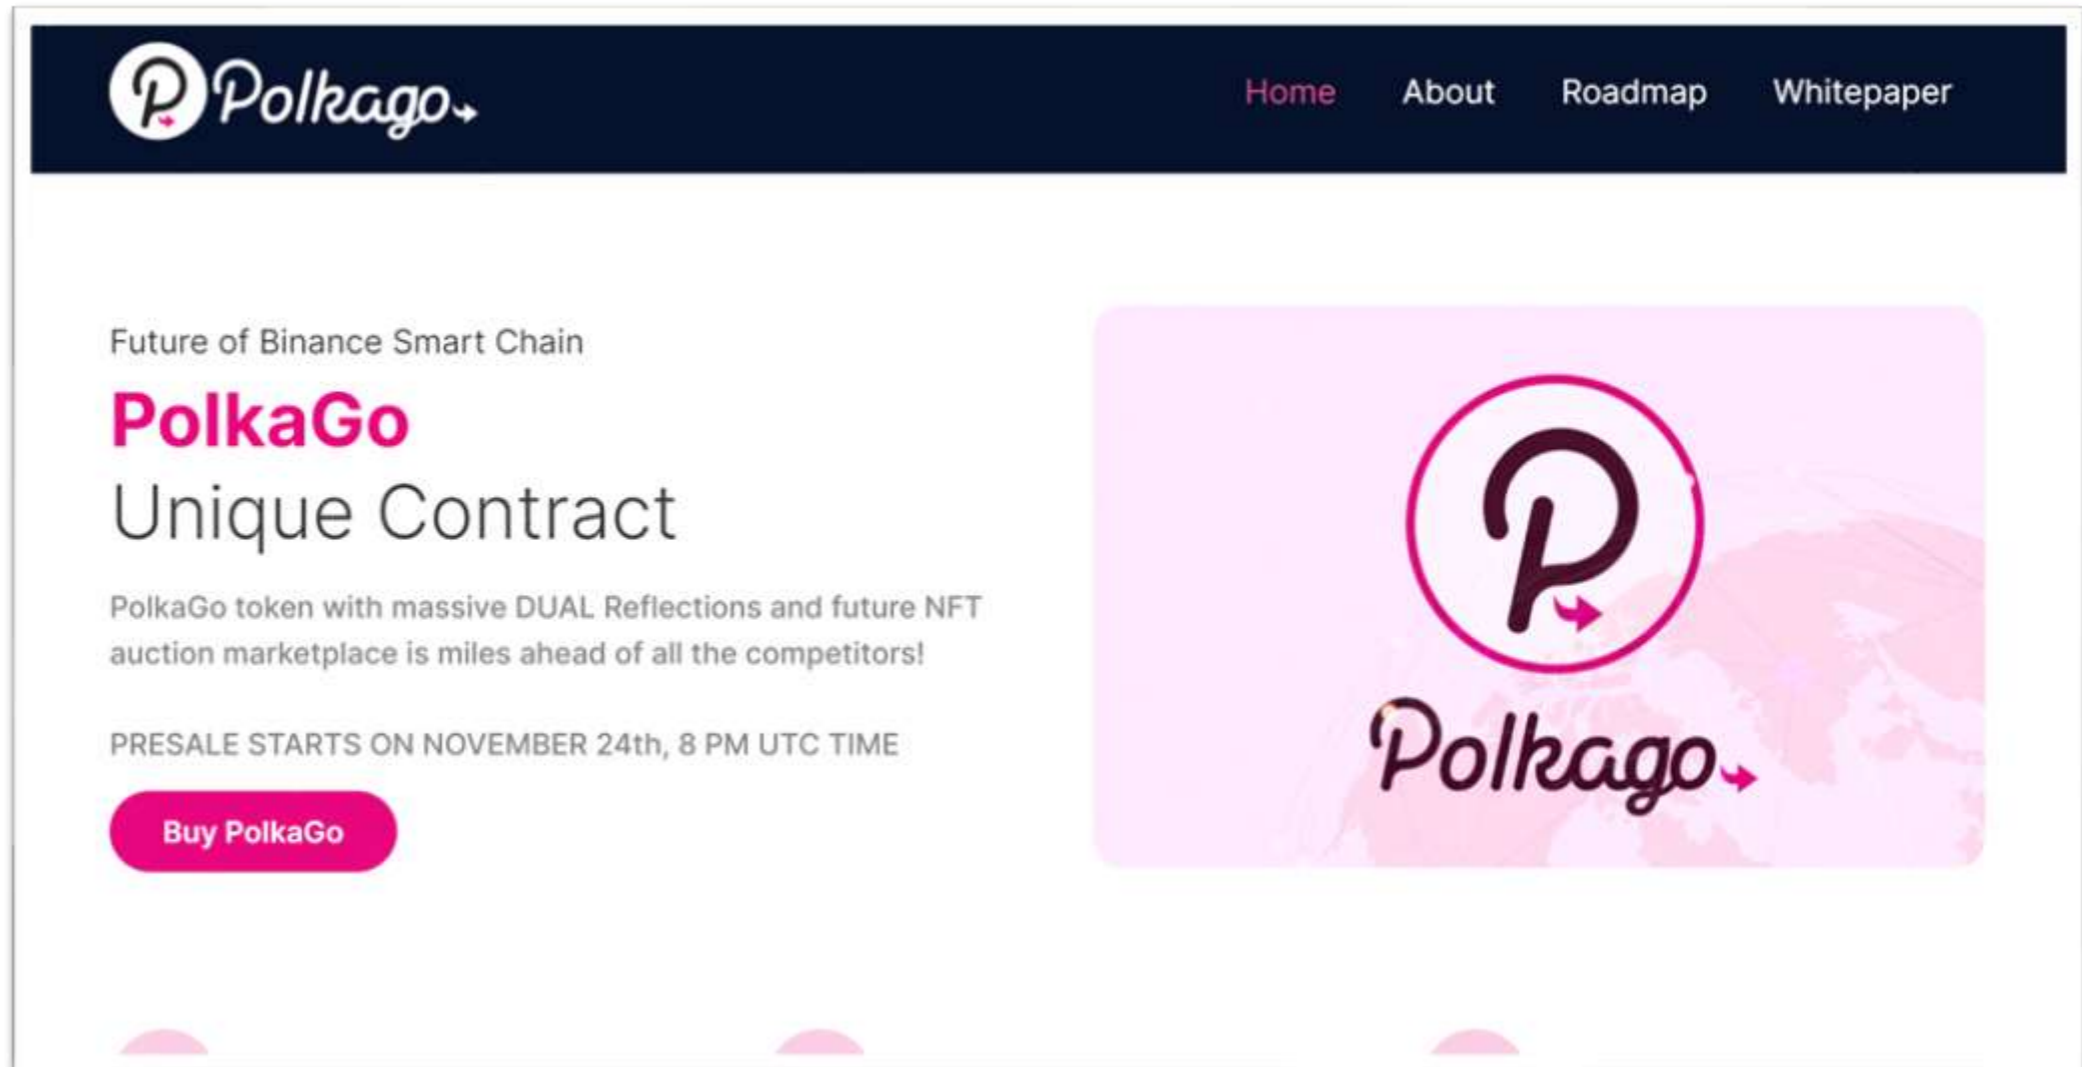 Polkago
Home About Roadmap Whitepaper
Future of Binance Smart Chain
PolkaGo
Unique Contract
PolkaGo token with massive DUAL Reflections and future NFT
auction marketplace is miles ahead of all the competitors!
PRESALE STARTS ON NOVEMBER 24th, 8 PM UTC TIME
Buy PolkaGo
P
Polkago